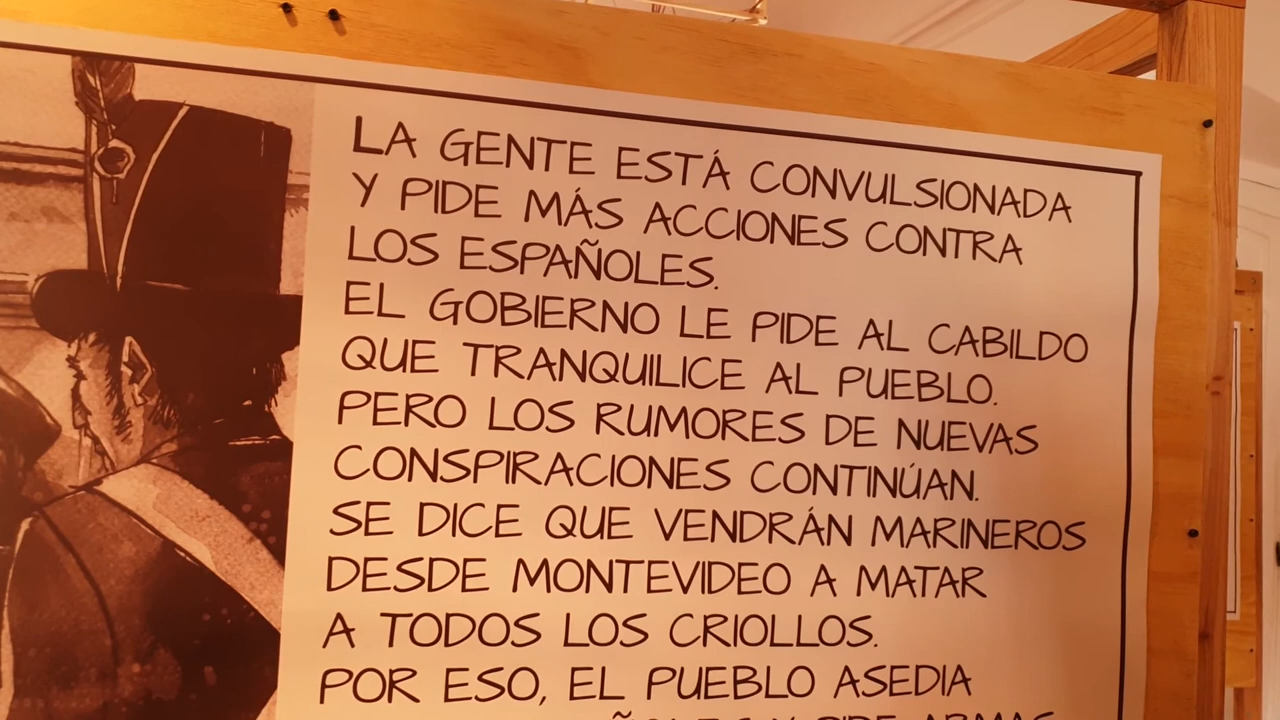 LA GENTE ESTÁ CONVULSIONADA
Y PIDE MÁS ACCIONES CONTRA
LOS ESPAÑOLES.
EL GOBIERNO LE PIDE AL CABILDO
QUE TRANQUILICE AL PUEBLO.
PERO LOS RUMORES DE NUEVAS
CONSPIRACIONES CONTINÚAN.
SE DICE QUE VENDRÁN MARINEROS
DESDE MONTEVIDEO A MATAR
A TODOS LOS CRIOLLOS.
POR ESO, EL PUEBLO ASEDIA
Y PIDE ARMAS